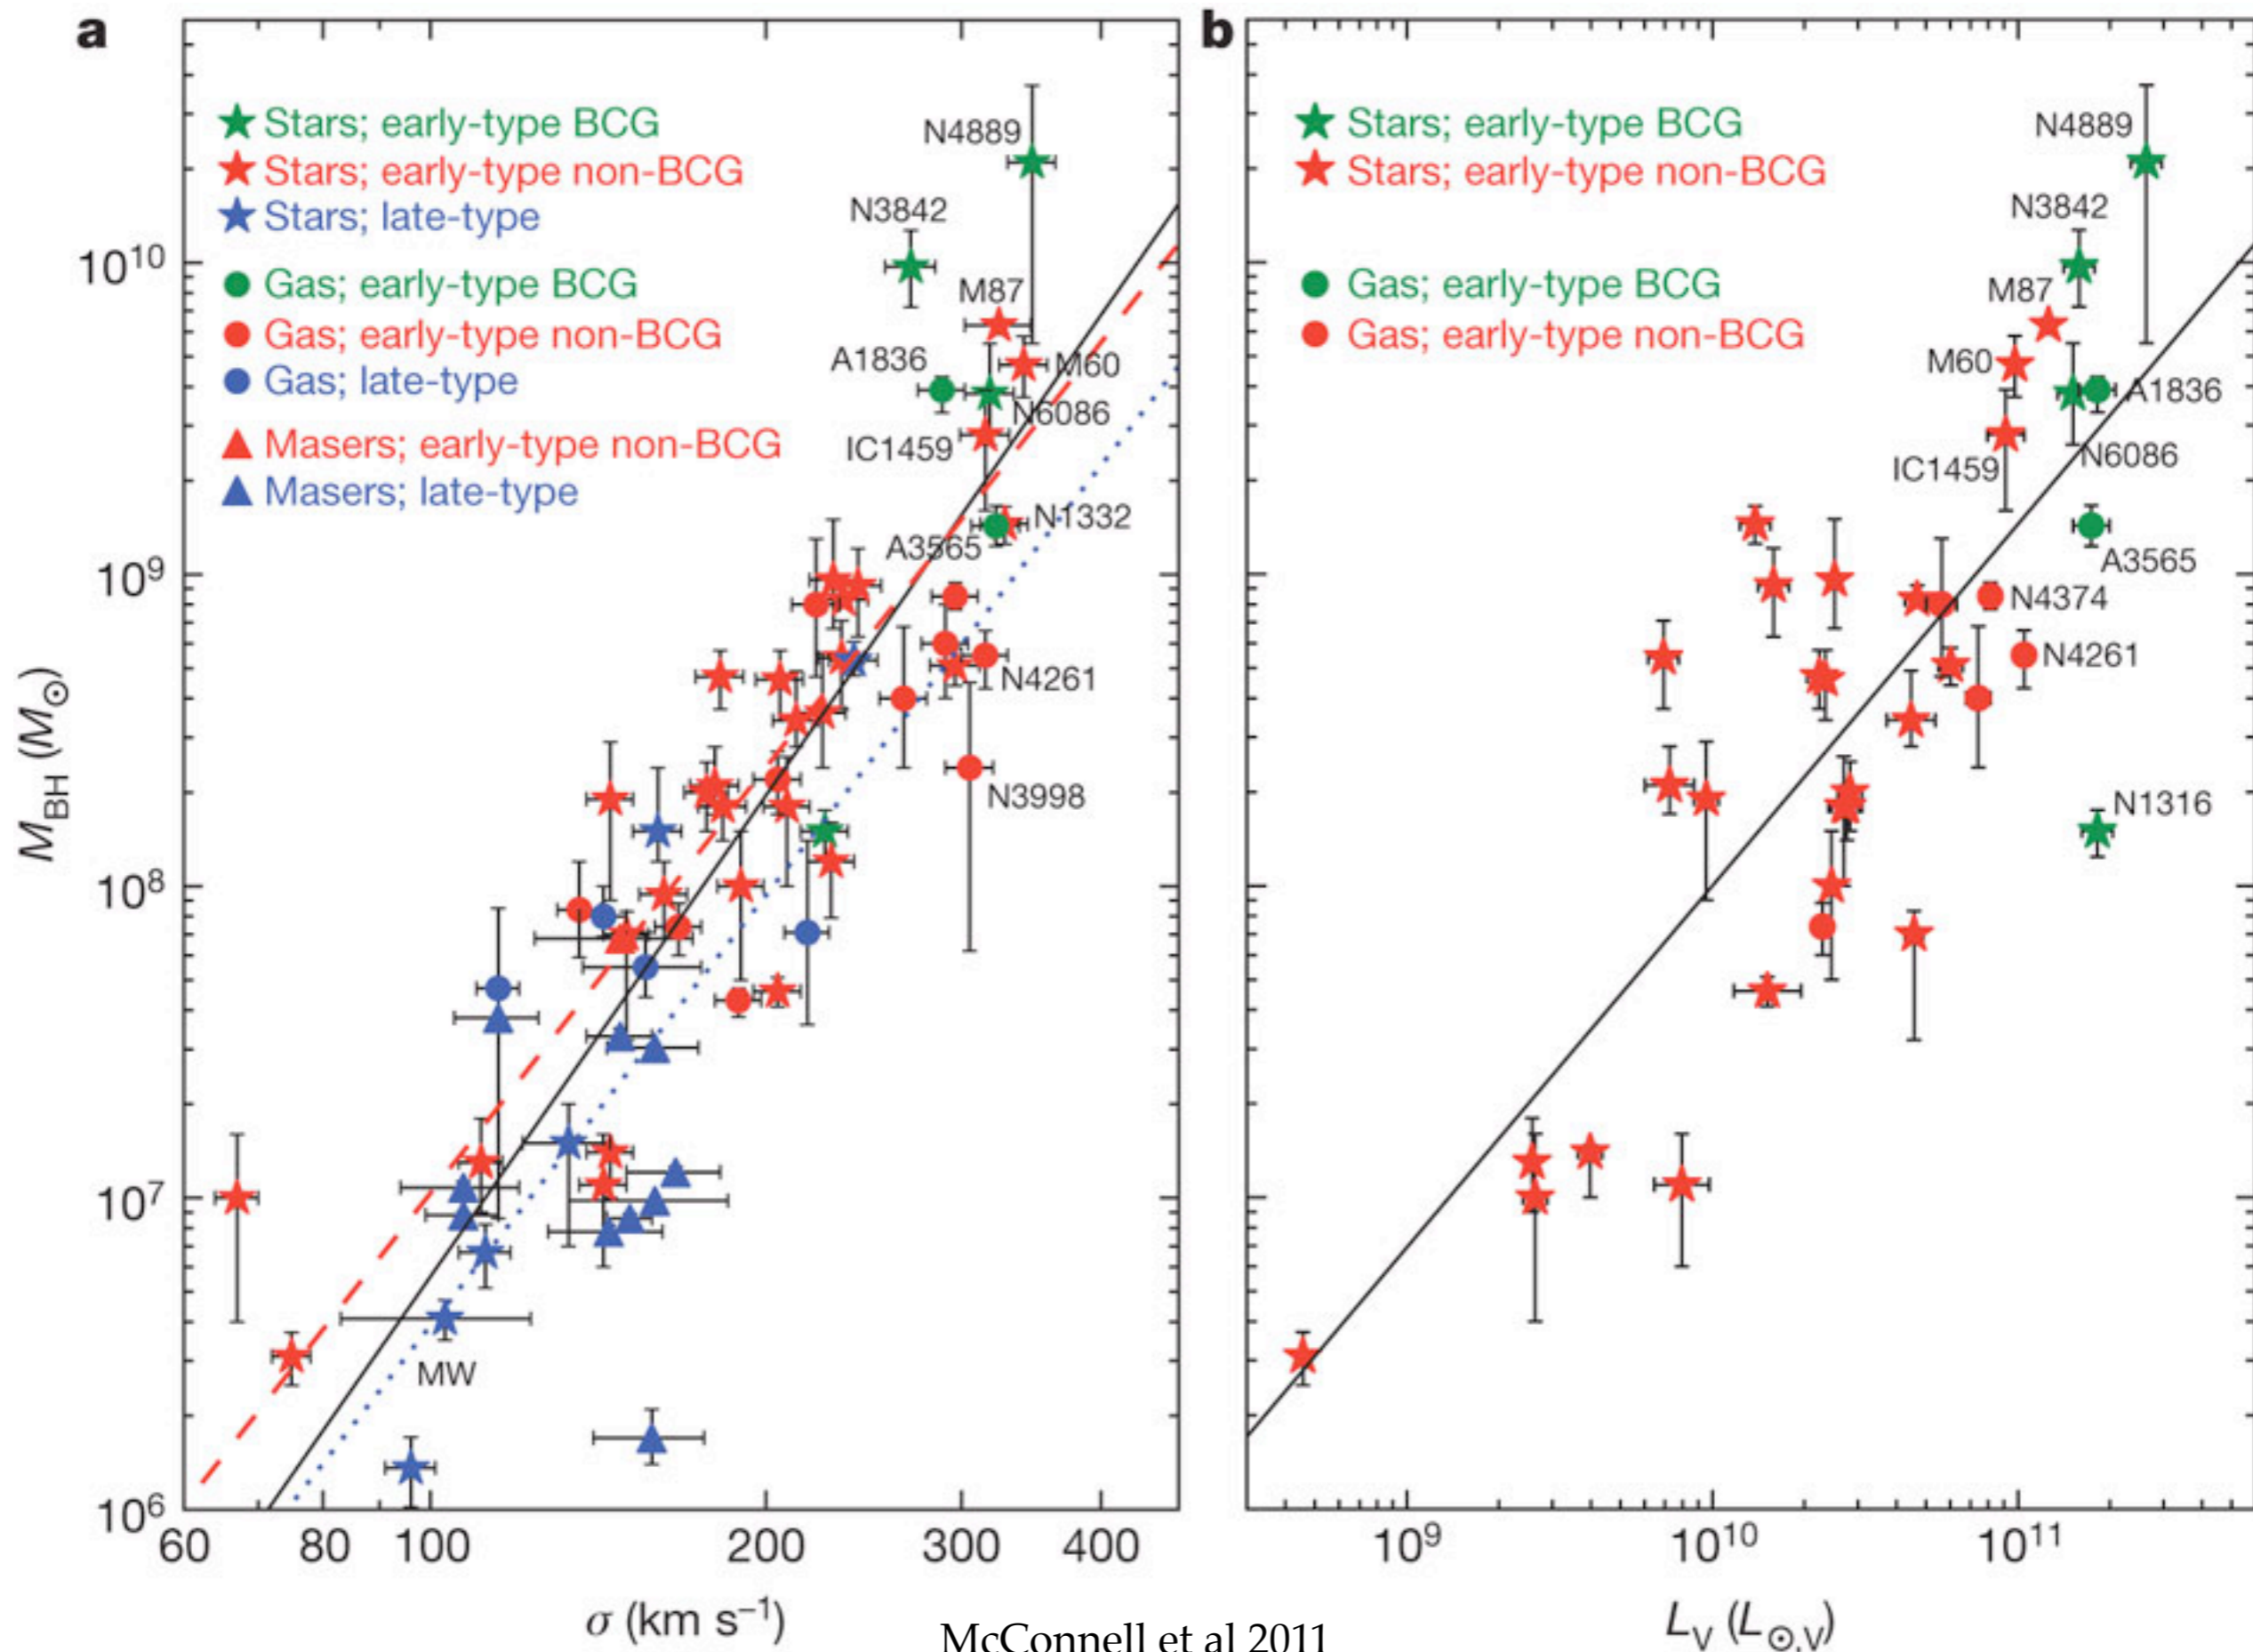 a
Stars; early-type BCG
Stars; early-type non-BCG
Stars; late-type
Gas; early-type BCG
Gas; early-type non-BCG
Gas; late-type
Masers; early-type non-BCG
Masers; late-type
N4889
N3842
M87
A1836
M60
N6086
IC1459
N1332
A3565
N4261
N3998
MW
10¹⁰
10⁹
10⁸
10⁷
10⁶
M_BH (M_⊙)
60 80 100 200 300 400
σ (km s⁻¹)
b
Stars; early-type BCG
Stars; early-type non-BCG
Gas; early-type BCG
Gas; early-type non-BCG
N4889
N3842
M87
M60
A1836
N6086
IC1459
A3565
N4374
N4261
N1316
10⁹ 10¹⁰ 10¹¹
L_V (L_⊙,V)
McConnell et al 2011